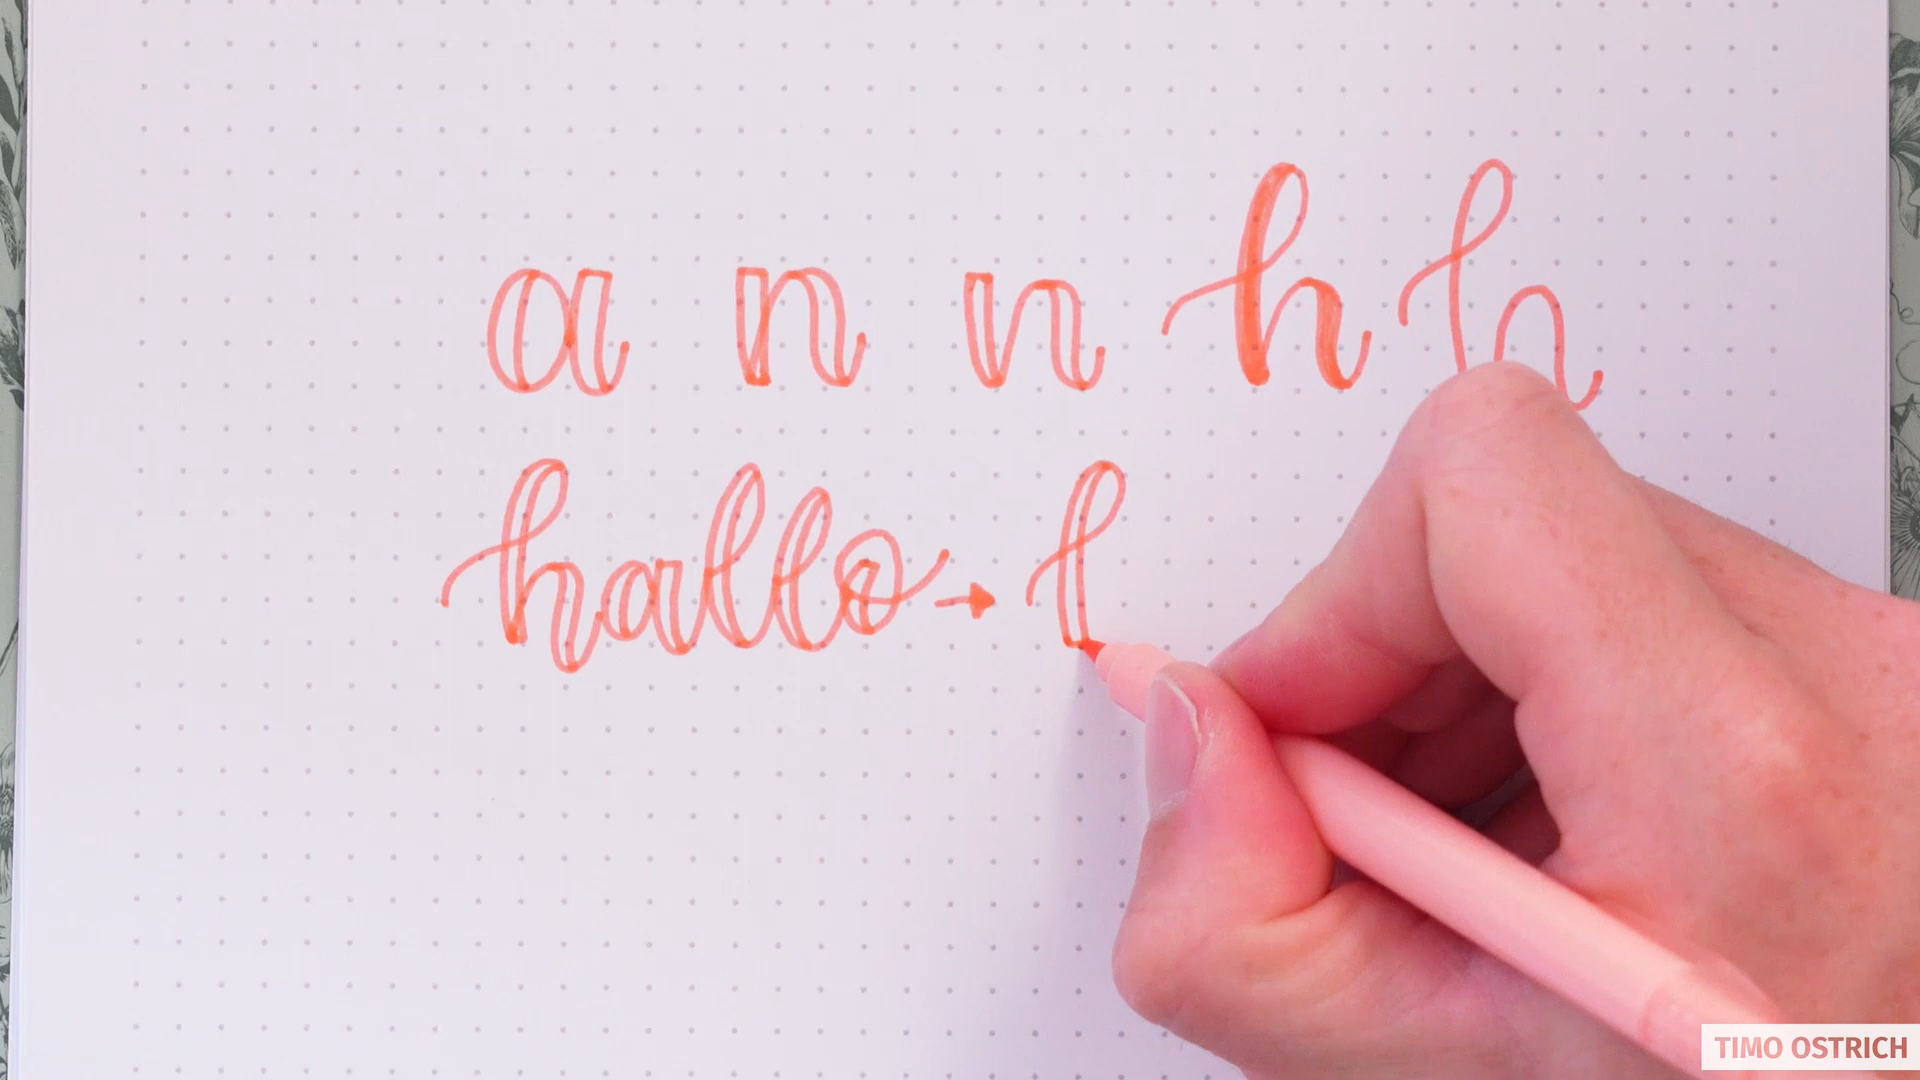 a n n h h
hallo → l
TIMO OSTRICH